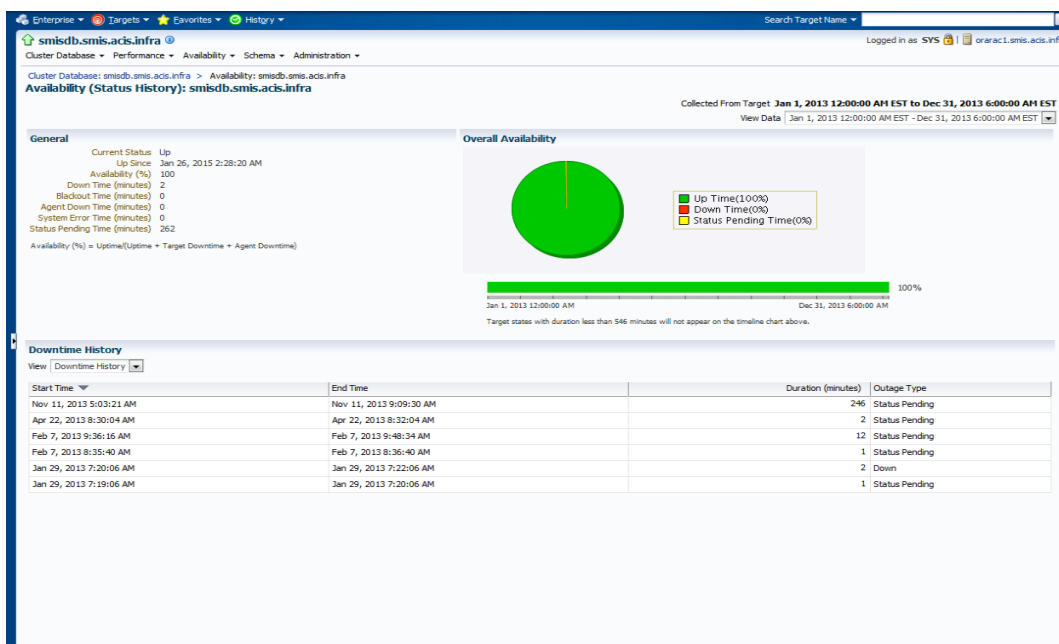 Enterprise Targets Favorites History Search Target Name
smisdb.smis.acis.infra Logged in as SYS orarac1.smis.acis.inf
Cluster Database Performance Availability Schema Administration
Cluster Database: smisdb.smis.acis.infra > Availability: smisdb.smis.acis.infra
Availability (Status History): smisdb.smis.acis.infra
Collected From Target Jan 1, 2013 12:00:00 AM EST to Dec 31, 2013 6:00:00 AM EST
View Data Jan 1, 2013 12:00:00 AM EST - Dec 31, 2013 6:00:00 AM EST
General
Current Status Up
Up Since Jan 26, 2015 2:28:20 AM
Availability (%) 100
Down Time (minutes) 2
Blackout Time (minutes) 0
Agent Down Time (minutes) 0
System Error Time (minutes) 0
Status Pending Time (minutes) 262
Availability (%) = Uptime/(Uptime + Target Downtime + Agent Downtime)
Overall Availability
Up Time(100%)
Down Time(0%)
Status Pending Time(0%)
100%
Jan 1, 2013 12:00:00 AM Dec 31, 2013 6:00:00 AM
Target states with duration less than 546 minutes will not appear on the timeline chart above.
Downtime History
View Downtime History
Start Time End Time Duration (minutes) Outage Type
Nov 11, 2013 5:03:21 AM Nov 11, 2013 9:09:30 AM 246 Status Pending
Apr 22, 2013 8:30:04 AM Apr 22, 2013 8:32:04 AM 2 Status Pending
Feb 7, 2013 9:36:16 AM Feb 7, 2013 9:48:34 AM 12 Status Pending
Feb 7, 2013 8:35:40 AM Feb 7, 2013 8:36:40 AM 1 Status Pending
Jan 29, 2013 7:20:06 AM Jan 29, 2013 7:22:06 AM 2 Down
Jan 29, 2013 7:19:06 AM Jan 29, 2013 7:20:06 AM 1 Status Pending